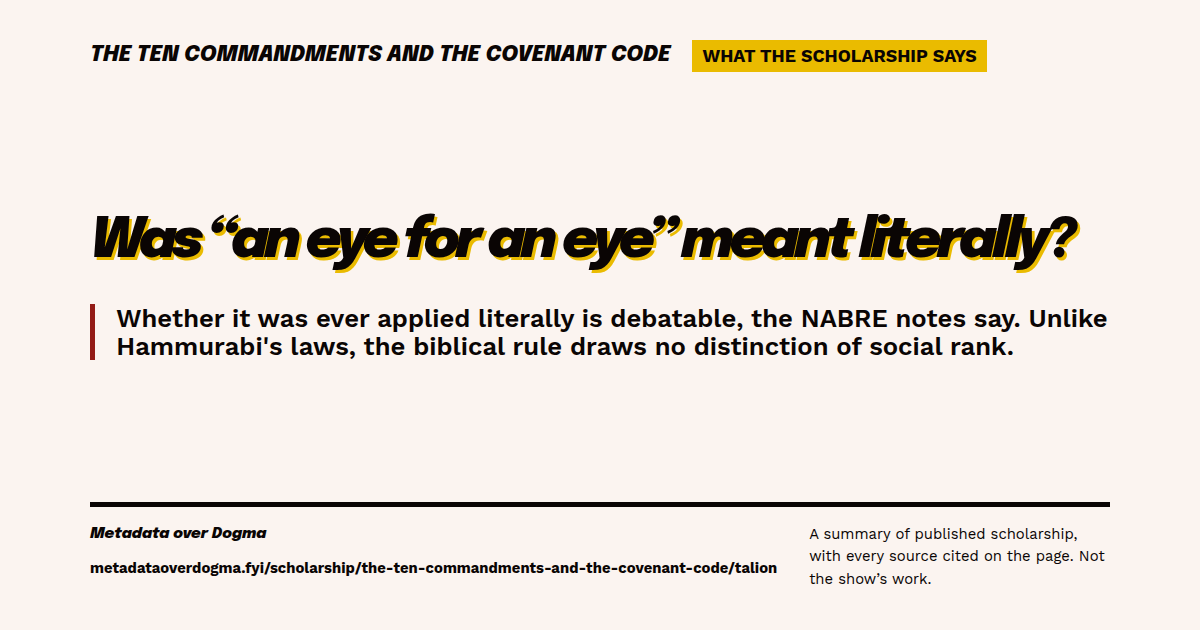 THE TEN COMMANDMENTS AND THE COVENANT CODE
WHAT THE SCHOLARSHIP SAYS
Was “an eye for an eye” meant literally?
Whether it was ever applied literally is debatable, the NABRE notes say. Unlike
Hammurabi's laws, the biblical rule draws no distinction of social rank.
Metadata over Dogma
metadataoverdogma.fyi/scholarship/the-ten-commandments-and-the-covenant-code/talion
A summary of published scholarship,
with every source cited on the page. Not
the show’s work.